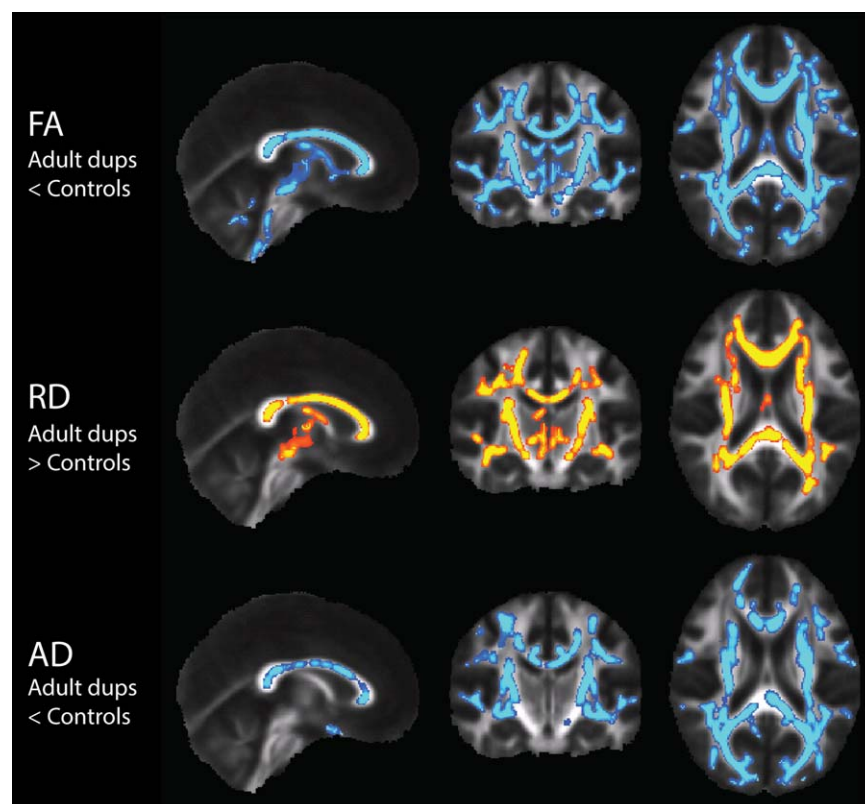 FA
Adult dups
< Controls
RD
Adult dups
> Controls
AD
Adult dups
< Controls